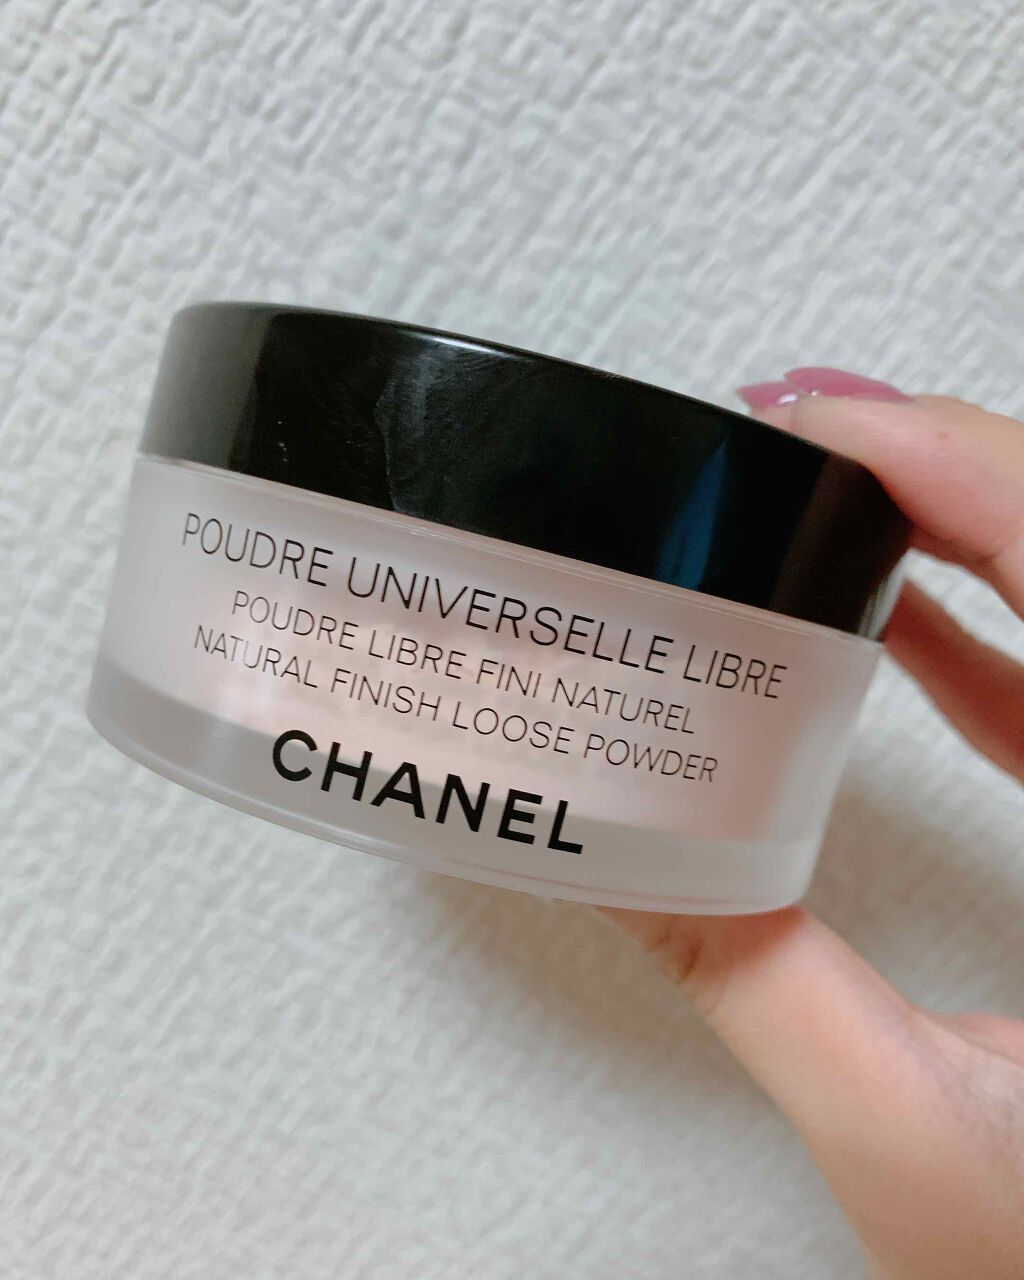 POUDRE UNIVERSELLE LIBRE
POUDRE LIBRE FINI NATUREL
NATURAL FINISH LOOSE POWDER
CHANEL